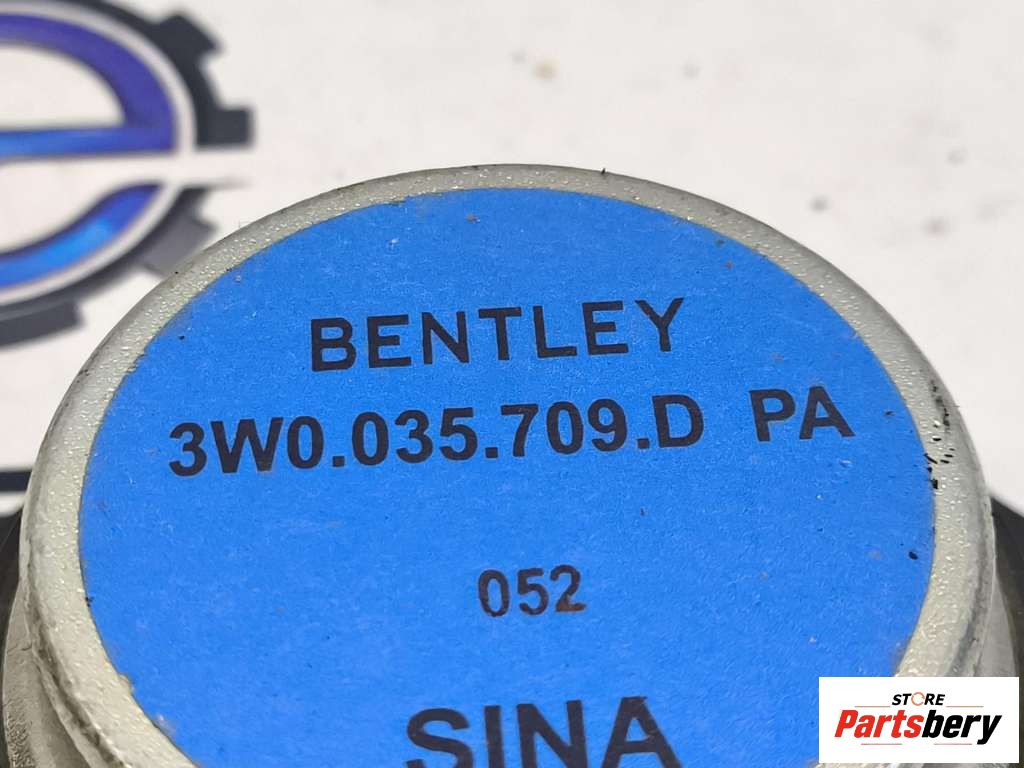 BENTLEY
3W0.035.709.D PA
052
SINA
STORE
Partsbery